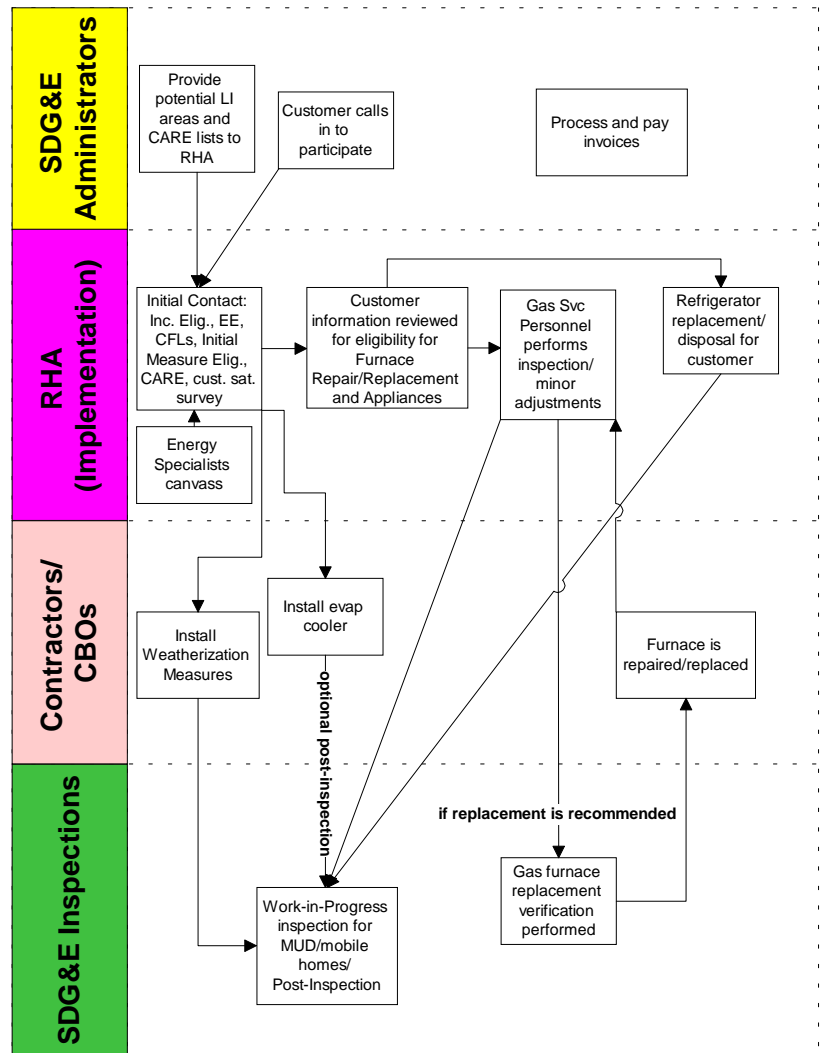 SDG&E
Administrators
Provide
potential LI
areas and
CARE lists to
RHA
Customer calls
in to
participate
Process and pay
invoices
RHA
(Implementation)
Initial Contact:
Inc. Elig., EE,
CFLs, Initial
Measure Elig.,
CARE, cust. sat.
survey
Customer
information reviewed
for eligibility for
Furnace
Repair/Replacement
and Appliances
Gas Svc
Personnel
performs
inspection/
minor
adjustments
Refrigerator
replacement/
disposal for
customer
Energy
Specialists
canvass
Contractors/
CBOs
Install
Weatherization
Measures
Install evap
cooler
Furnace is
repaired/replaced
optional post-inspection
SDG&E Inspections
if replacement is recommended
Work-in-Progress
inspection for
MUD/mobile
homes/
Post-Inspection
Gas furnace
replacement
verification
performed